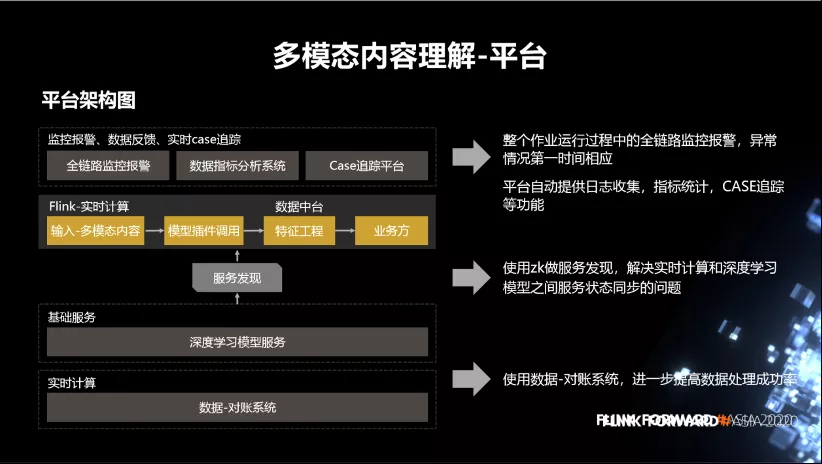 多模态内容理解-平台
平台架构图
监控报警、数据反馈、实时case追踪
全链路监控报警
数据指标分析系统
Case追踪平台
整个作业运行过程中的全链路监控报警，异常
情况第一时间相应
平台自动提供日志收集，指标统计，CASE追踪
等功能
Flink-实时计算
数据中台
输入-多模态内容
模型插件调用
特征工程
业务方
服务发现
使用zk做服务发现，解决实时计算和深度学习
模型之间服务状态同步的问题
基础服务
深度学习模型服务
实时计算
数据-对账系统
使用数据-对账系统，进一步提高数据处理成功率
FLINK FORWARD #ASIA 2020